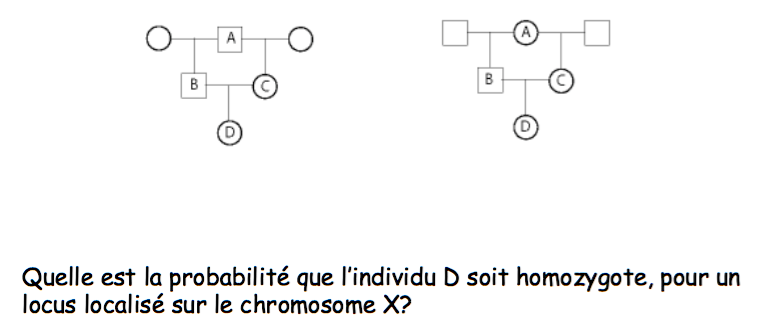 A A
B C B C
D D
Quelle est la probabilité que l'individu D soit homozygote, pour un
locus localisé sur le chromosome X?